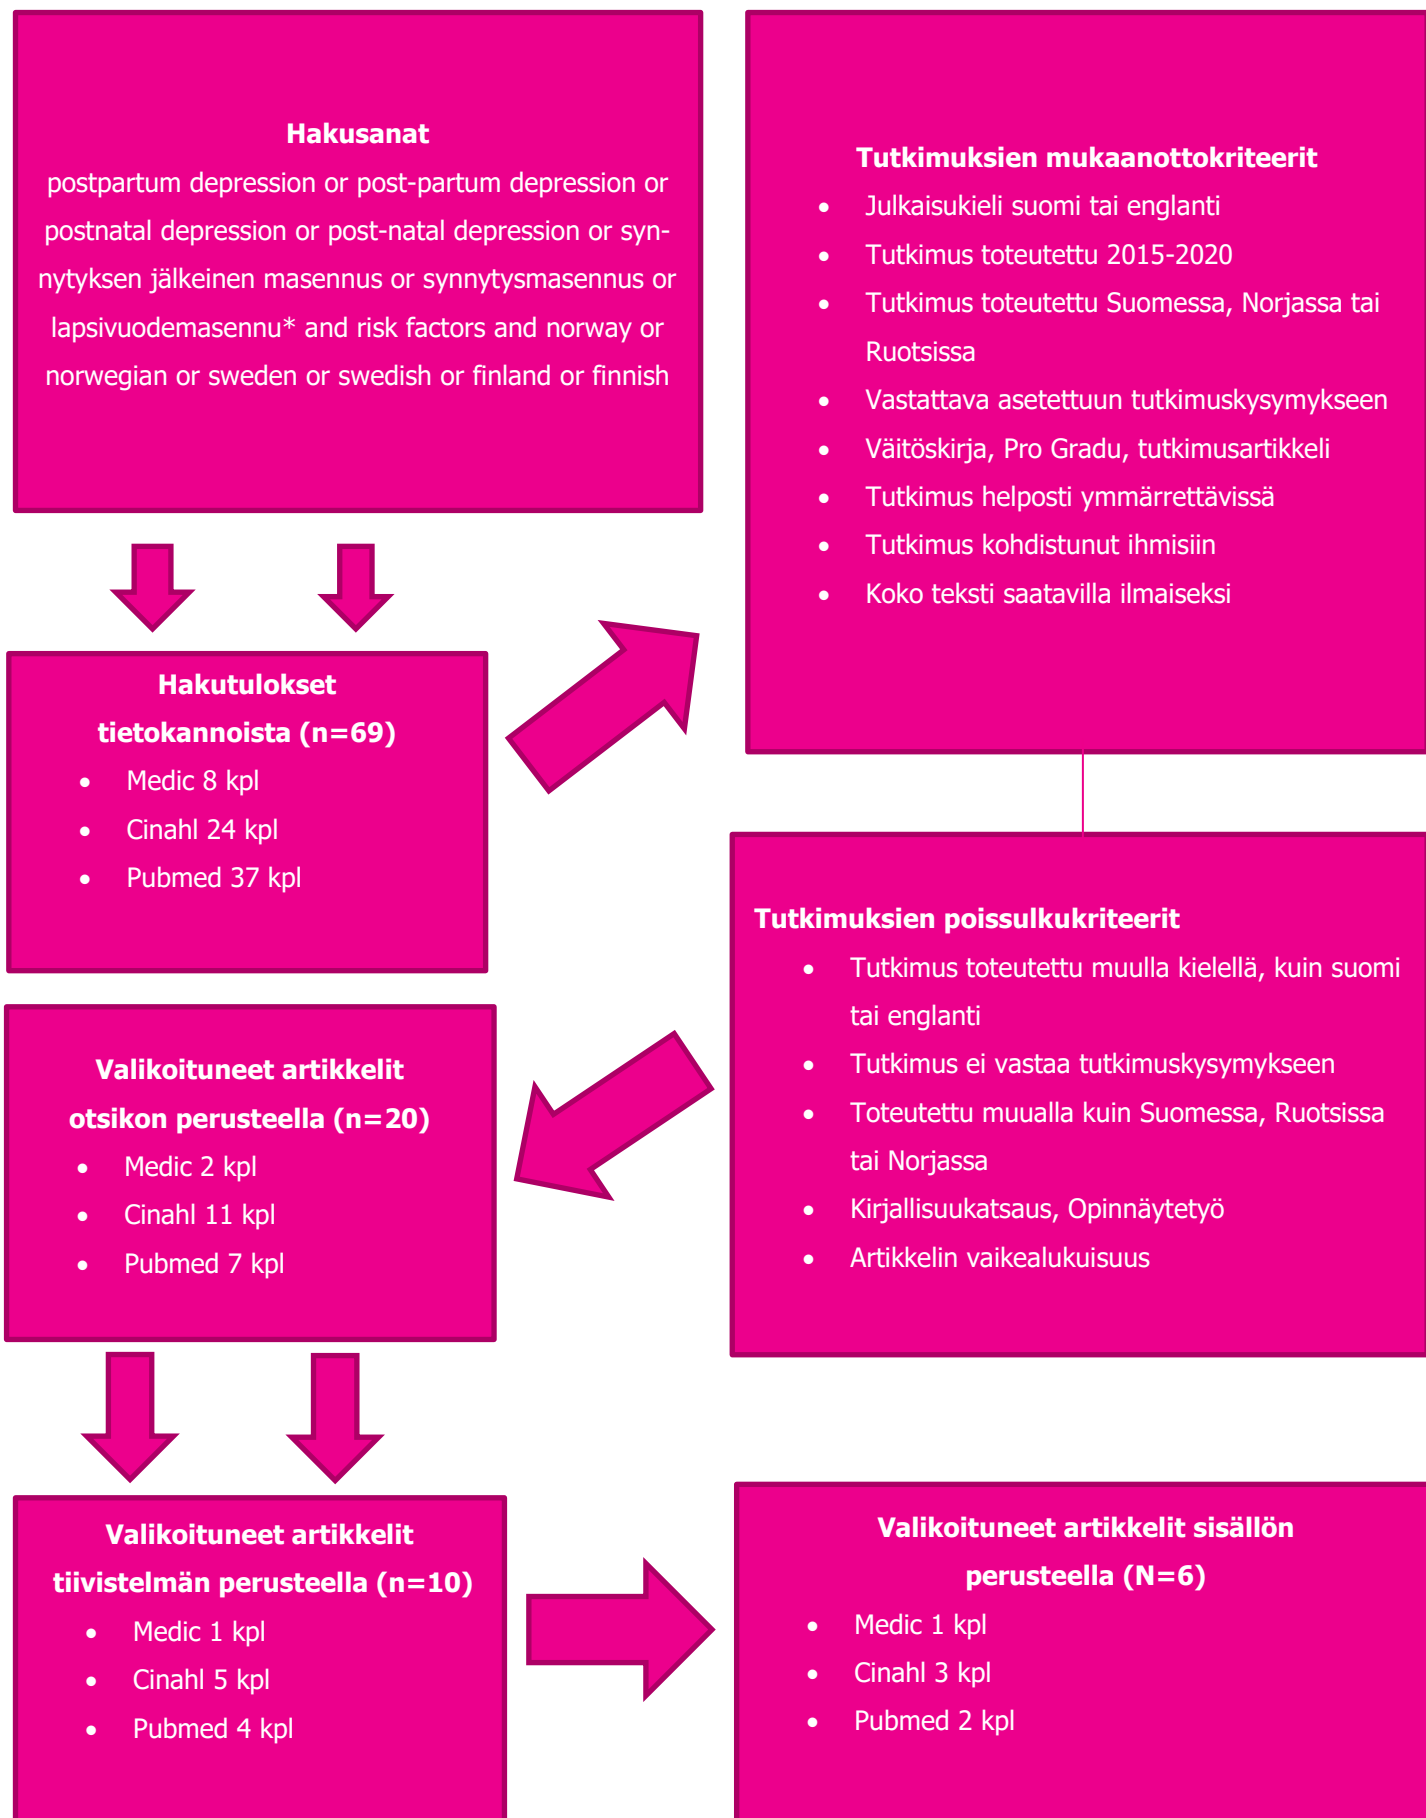 Hakusanat
postpartum depression or post-partum depression or
postnatal depression or post-natal depression or syn-
nytyksen jälkeinen masennus or synnytysmasennus or
lapsivuodemasennu* and risk factors and norway or
norwegian or sweden or swedish or finland or finnish
Hakutulokset
tietokannoista (n=69)
• Medic 8 kpl
• Cinahl 24 kpl
• Pubmed 37 kpl
Tutkimuksien mukaanottokriteerit
• Julkaisukieli suomi tai englanti
• Tutkimus toteutettu 2015-2020
• Tutkimus toteutettu Suomessa, Norjassa tai
Ruotsissa
• Vastattava asetettuun tutkimuskysymykseen
• Väitöskirja, Pro Gradu, tutkimusartikkeli
• Tutkimus helposti ymmärrettävissä
• Tutkimus kohdistunut ihmisiin
• Koko teksti saatavilla ilmaiseksi
Tutkimuksien poissulkukriteerit
• Tutkimus toteutettu muulla kielellä, kuin suomi
tai englanti
• Tutkimus ei vastaa tutkimuskysymykseen
• Toteutettu muualla kuin Suomessa, Ruotsissa
tai Norjassa
• Kirjallisuukatsaus, Opinnäytetyö
• Artikkelin vaikealukuisuus
Valikoituneet artikkelit
otsikon perusteella (n=20)
• Medic 2 kpl
• Cinahl 11 kpl
• Pubmed 7 kpl
Valikoituneet artikkelit
tiivistelmän perusteella (n=10)
• Medic 1 kpl
• Cinahl 5 kpl
• Pubmed 4 kpl
Valikoituneet artikkelit sisällön
perusteella (N=6)
• Medic 1 kpl
• Cinahl 3 kpl
• Pubmed 2 kpl